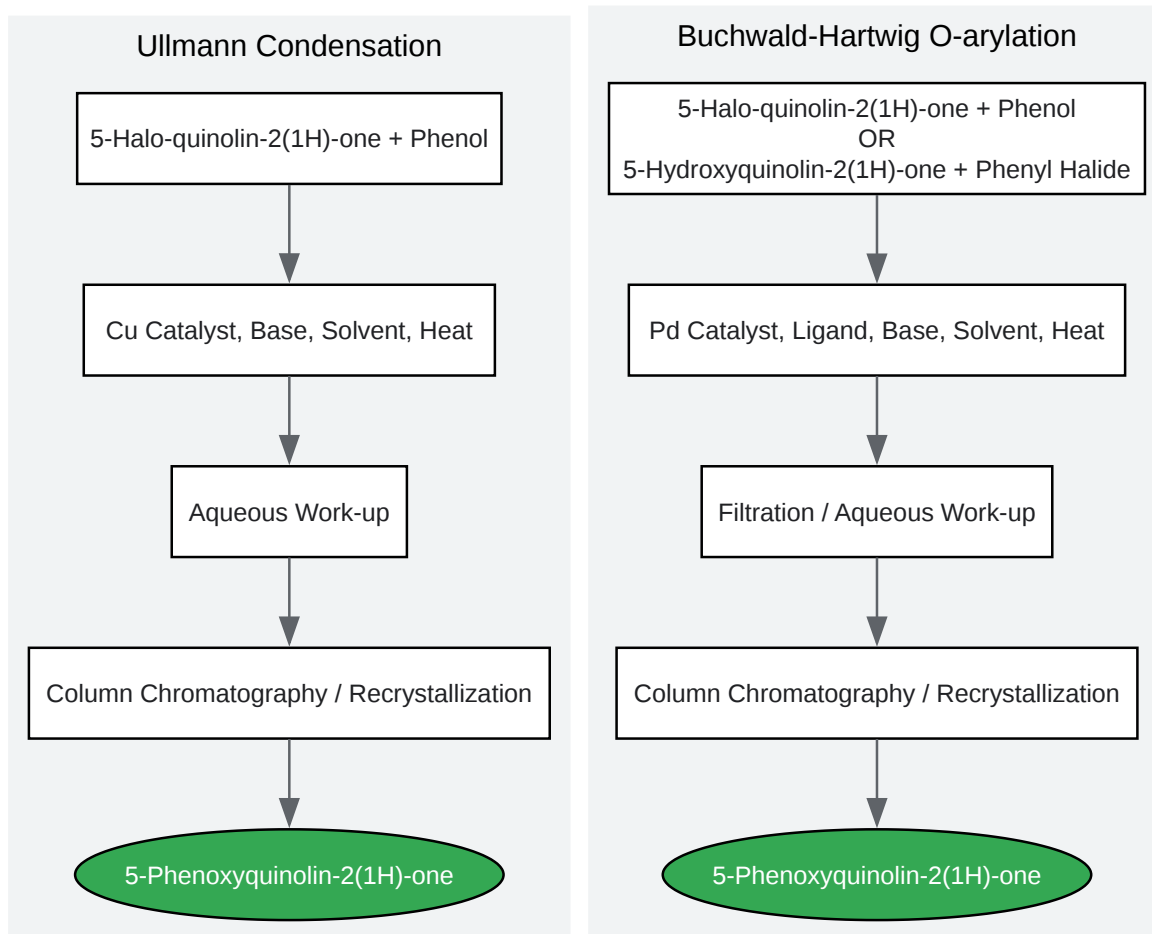 Ullmann Condensation
5-Halo-quinolin-2(1H)-one + Phenol
Cu Catalyst, Base, Solvent, Heat
Aqueous Work-up
Column Chromatography / Recrystallization
5-Phenoxyquinolin-2(1H)-one
Buchwald-Hartwig O-arylation
5-Halo-quinolin-2(1H)-one + Phenol
OR
5-Hydroxyquinolin-2(1H)-one + Phenyl Halide
Pd Catalyst, Ligand, Base, Solvent, Heat
Filtration / Aqueous Work-up
Column Chromatography / Recrystallization
5-Phenoxyquinolin-2(1H)-one